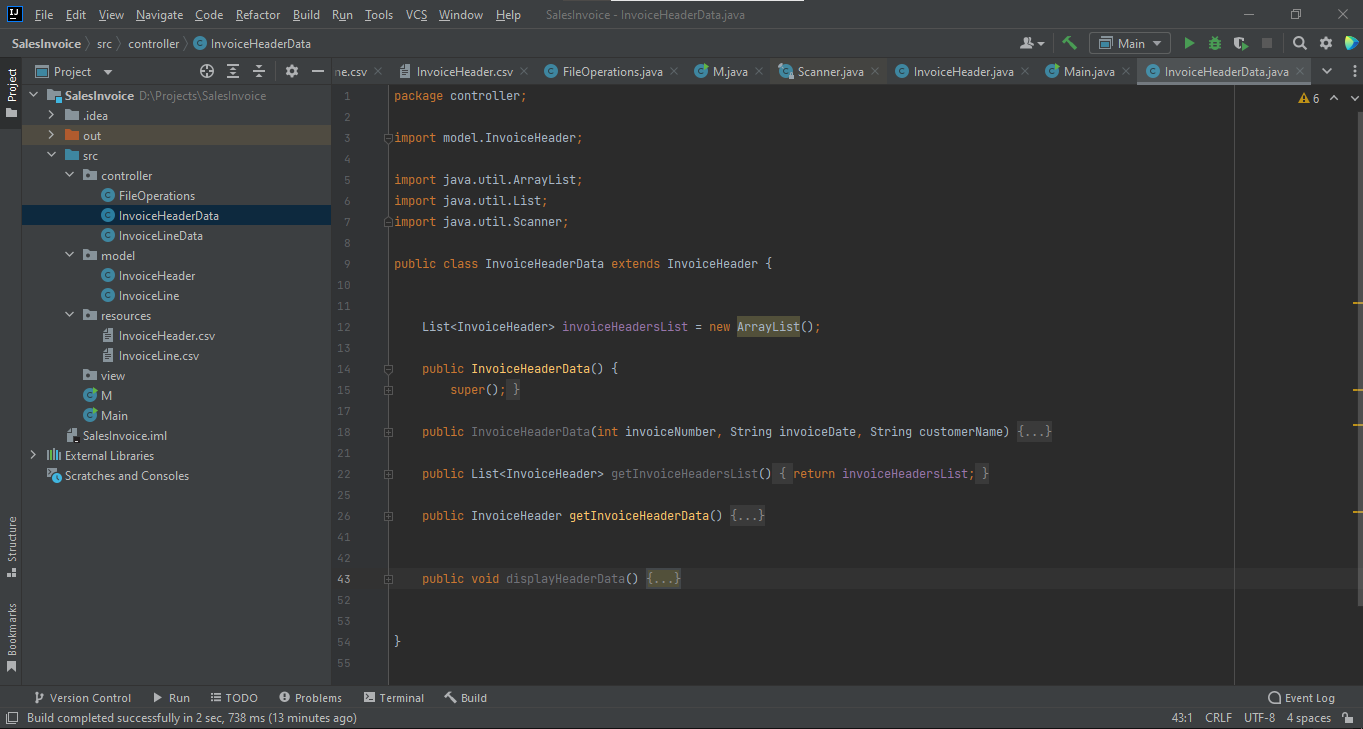 File Edit View Navigate Code Refactor Build Run Tools VCS Window Help SalesInvoice - InvoiceHeaderData.java
SalesInvoice src controller InvoiceHeaderData Main
Project ne.csv InvoiceHeader.csv FileOperations.java M.java Scanner.java InvoiceHeader.java Main.java InvoiceHeaderData.java
Project
Structure
Bookmarks
SalesInvoice D:\Projects\SalesInvoice
.idea
out
src
controller
FileOperations
InvoiceHeaderData
InvoiceLineData
model
InvoiceHeader
InvoiceLine
resources
InvoiceHeader.csv
InvoiceLine.csv
view
M
Main
SalesInvoice.iml
External Libraries
Scratches and Consoles
6
1 package controller;
2
3 import model.InvoiceHeader;
4
5 import java.util.ArrayList;
6 import java.util.List;
7 import java.util.Scanner;
8
9 public class InvoiceHeaderData extends InvoiceHeader {
10
11
12 List<InvoiceHeader> invoiceHeadersList = new ArrayList();
13
14 public InvoiceHeaderData() {
15 super(); }
17
18 public InvoiceHeaderData(int invoiceNumber, String invoiceDate, String customerName) {...}
21
22 public List<InvoiceHeader> getInvoiceHeadersList() { return invoiceHeadersList; }
25
26 public InvoiceHeader getInvoiceHeaderData() {...}
41
42
43 public void displayHeaderData() {...}
52
53
54 }
55
Version Control Run TODO Problems Terminal Build Event Log
Build completed successfully in 2 sec, 738 ms (13 minutes ago) 43:1 CRLF UTF-8 4 spaces